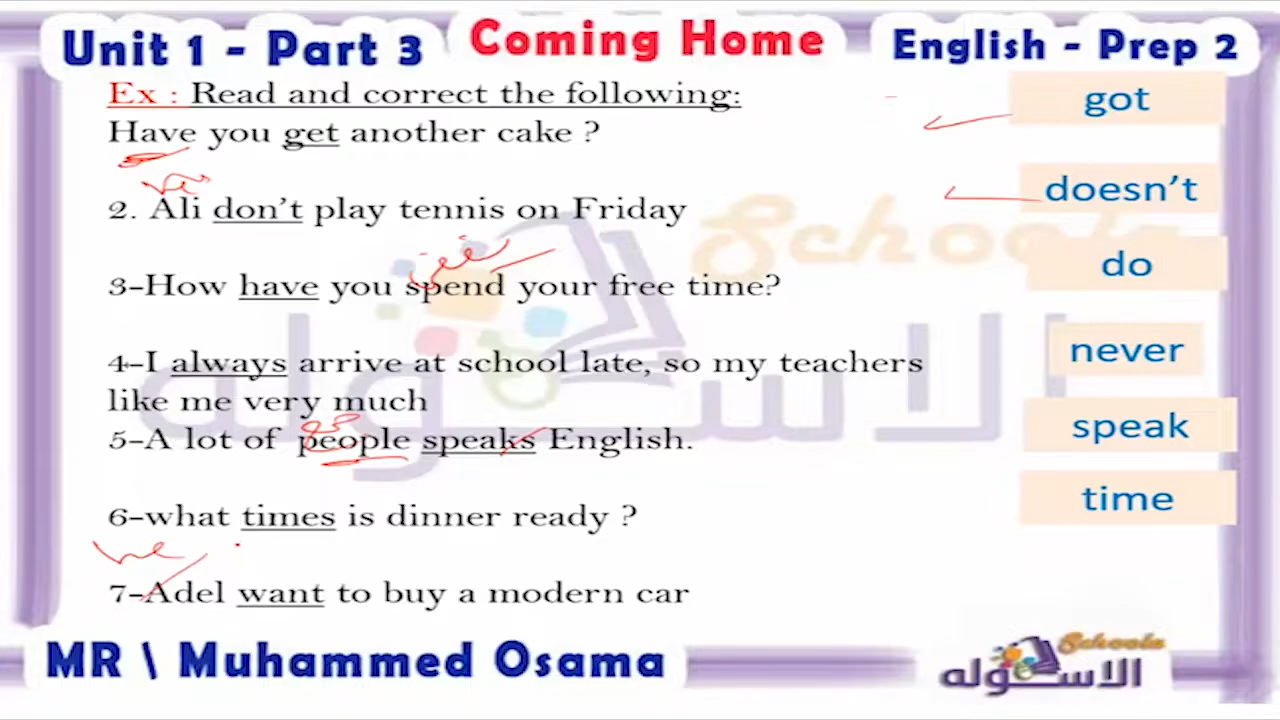 Unit 1 - Part 3
Coming Home
English - Prep 2
Ex : Read and correct the following:
Have you get another cake ?
got
2. Ali don't play tennis on Friday
doesn't
3-How have you spend your free time?
do
4-I always arrive at school late, so my teachers
like me very much
never
5-A lot of people speaks English.
speak
6-what times is dinner ready ?
time
7-Adel want to buy a modern car
MR \ Muhammed Osama
Schools
الاسكوله